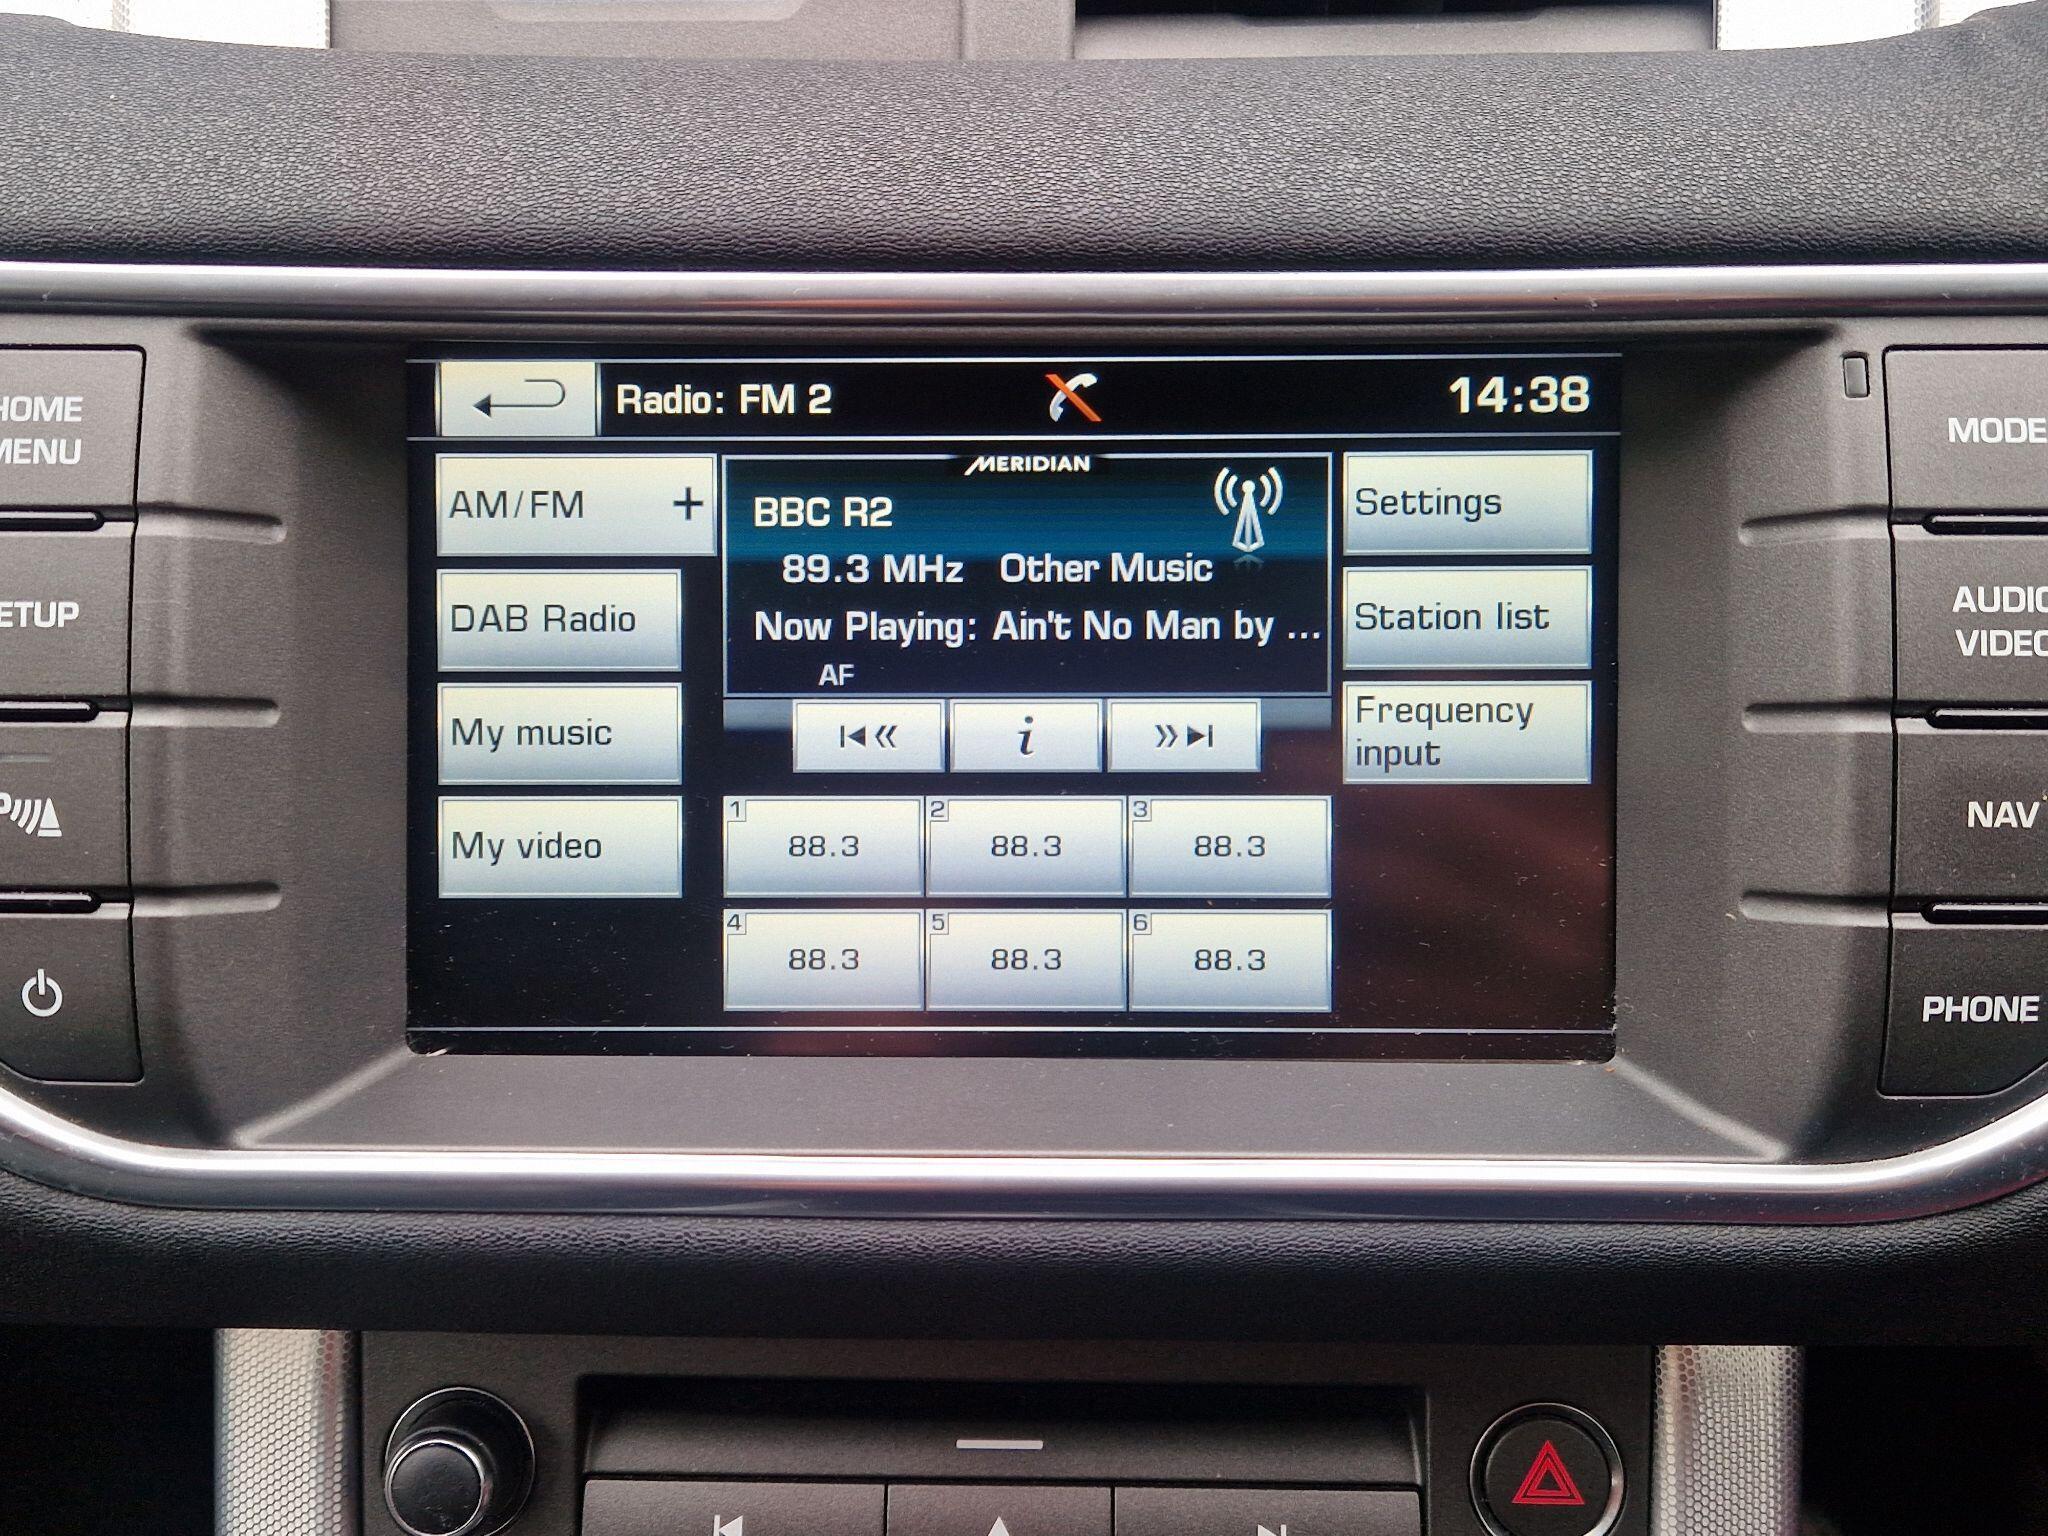 Radio: FM 2
14:38
HOME
MENU
MODE
AM/FM +
MERIDIAN
BBC R2
89.3 MHz Other Music
Now Playing: Ain't No Man by ...
AF
Settings
SETUP
DAB Radio
Station list
AUDIO
VIDEO
My music
i
Frequency
input
NAV
P
My video
1 88.3
2 88.3
3 88.3
4 88.3
5 88.3
6 88.3
PHONE